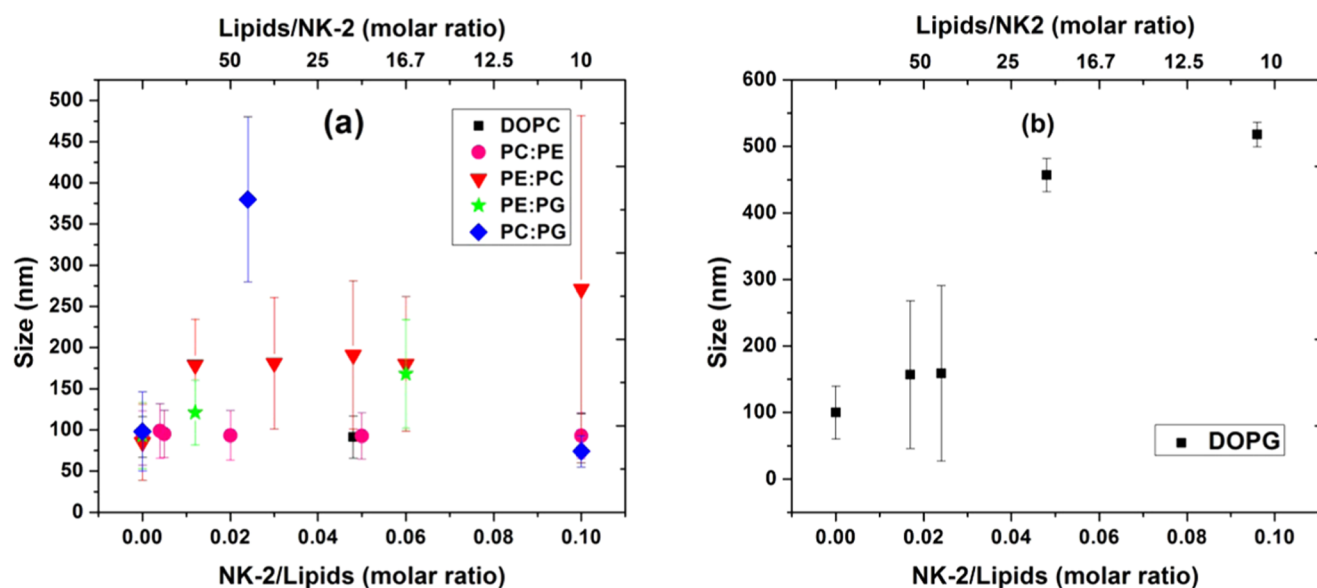 Lipids/NK-2 (molar ratio)
50 25 16.7 12.5 10
500
450
400
350
300
250
200
150
100
50
0
Size (nm)
(a)
DOPC
PC:PE
PE:PC
PE:PG
PC:PG
0.00 0.02 0.04 0.06 0.08 0.10
NK-2/Lipids (molar ratio)
Lipids/NK2 (molar ratio)
50 25 16.7 12.5 10
600
500
400
300
200
100
0
Size (nm)
(b)
DOPG
0.00 0.02 0.04 0.06 0.08 0.10
NK-2/Lipids (molar ratio)